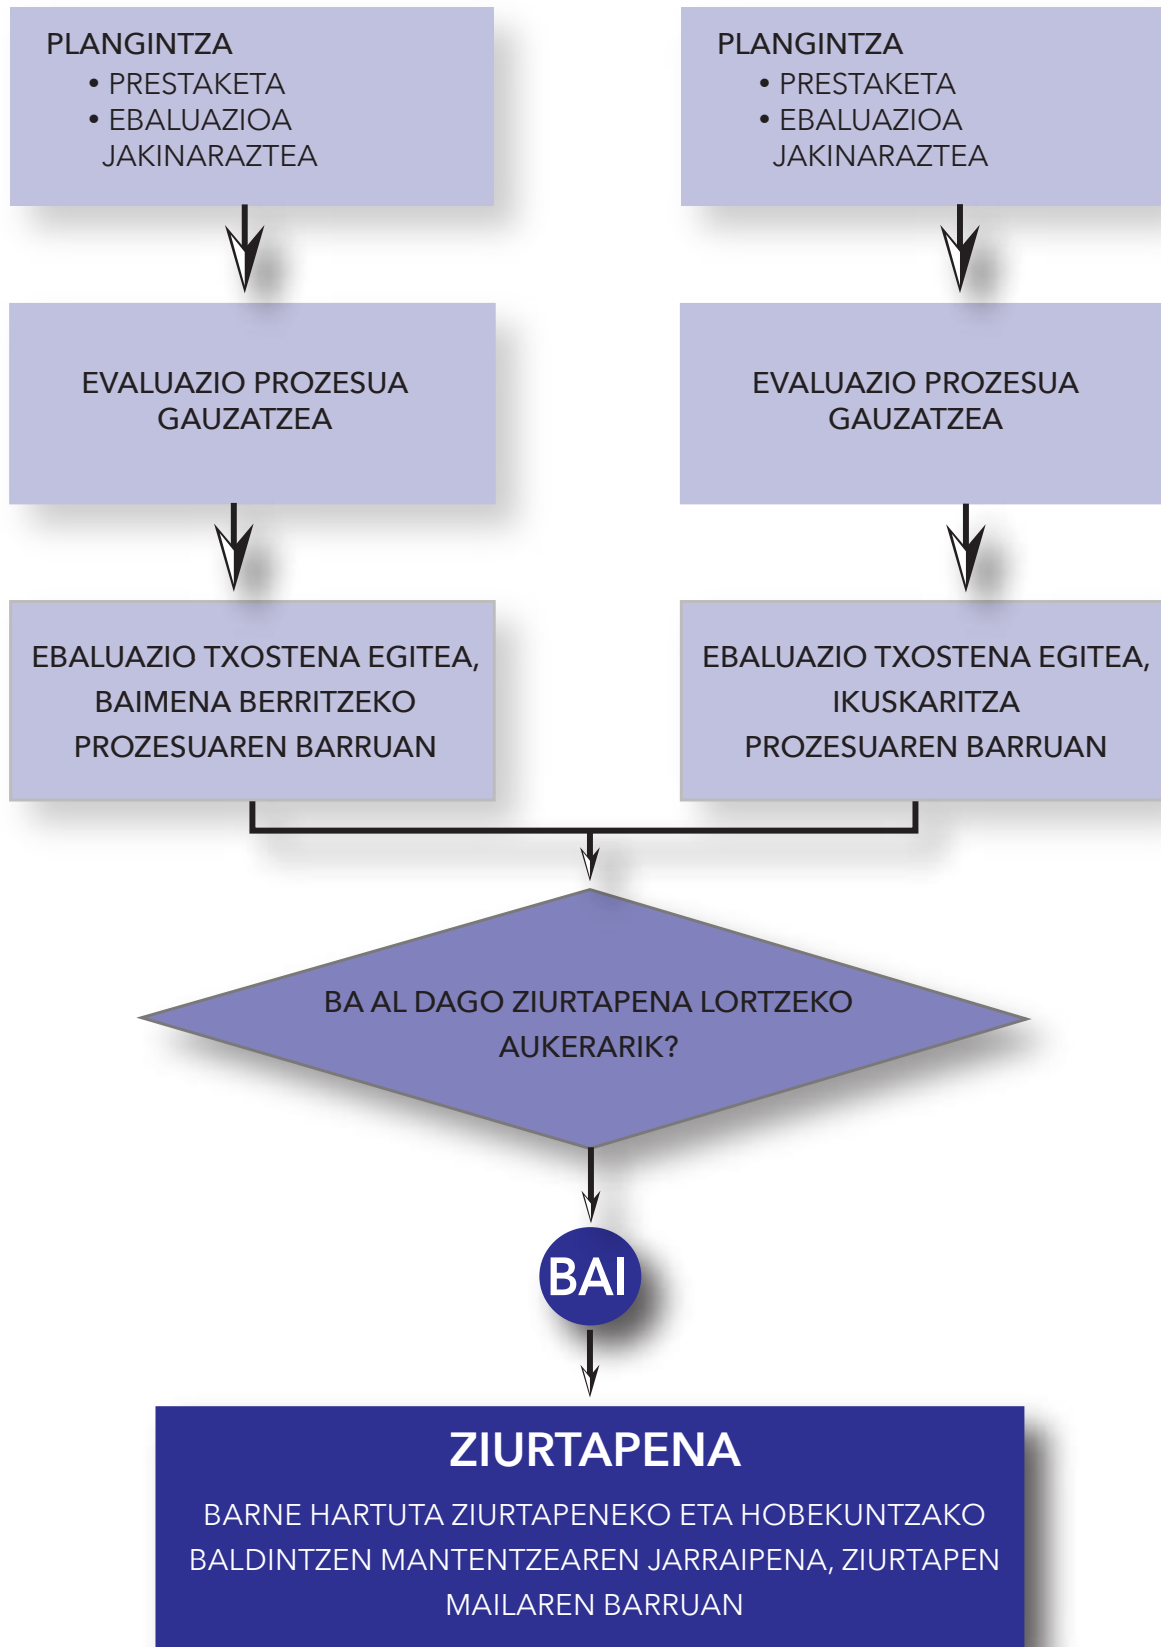 PLANGINTZA
• PRESTAKETA
• EBALUAZIOA
JAKINARAZTEA
EVALUAZIO PROZESUA
GAUZATZEA
EBALUAZIO TXOSTENA EGITEA,
BAIMENA BERRITZEKO
PROZESUAREN BARRUAN
PLANGINTZA
• PRESTAKETA
• EBALUAZIOA
JAKINARAZTEA
EVALUAZIO PROZESUA
GAUZATZEA
EBALUAZIO TXOSTENA EGITEA,
IKUSKARITZA
PROZESUAREN BARRUAN
BA AL DAGO ZIURTAPENA LORTZEKO
AUKERARIK?
BAI
ZIURTAPENA
BARNE HARTUTA ZIURTAPENEKO ETA HOBEKUNTZAKO
BALDINTZEN MANTENTZEAREN JARRAIPENA, ZIURTAPEN
MAILAREN BARRUAN